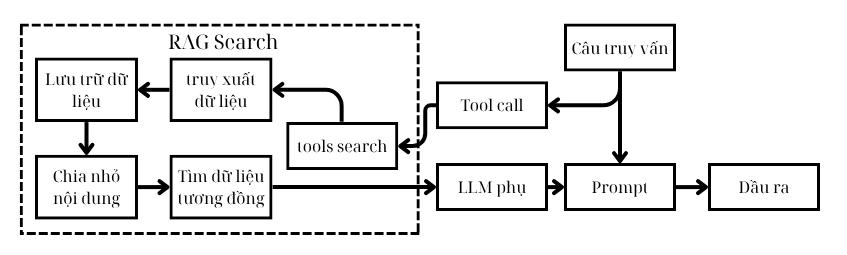 RAG Search
Câu truy vấn
Lưu trữ dữ
liệu
truy xuất
dữ liệu
Tool call
tools search
Chia nhỏ
nội dung
Tìm dữ liệu
tương đồng
LLM phụ
Prompt
Đầu ra